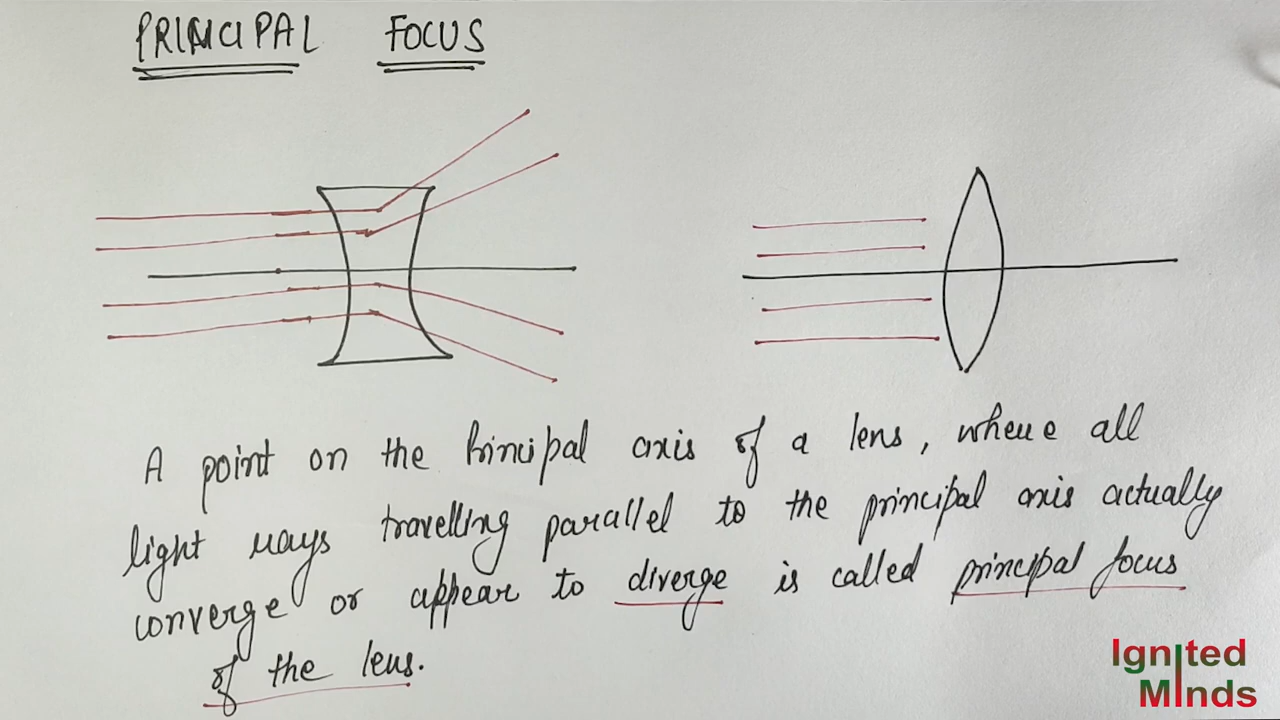 PRINCIPAL FOCUS
A point on the principal axis of a lens, where all
light rays travelling parallel to the principal axis actually
converge or appear to diverge is called principal focus
of the lens.
Ignited
Minds